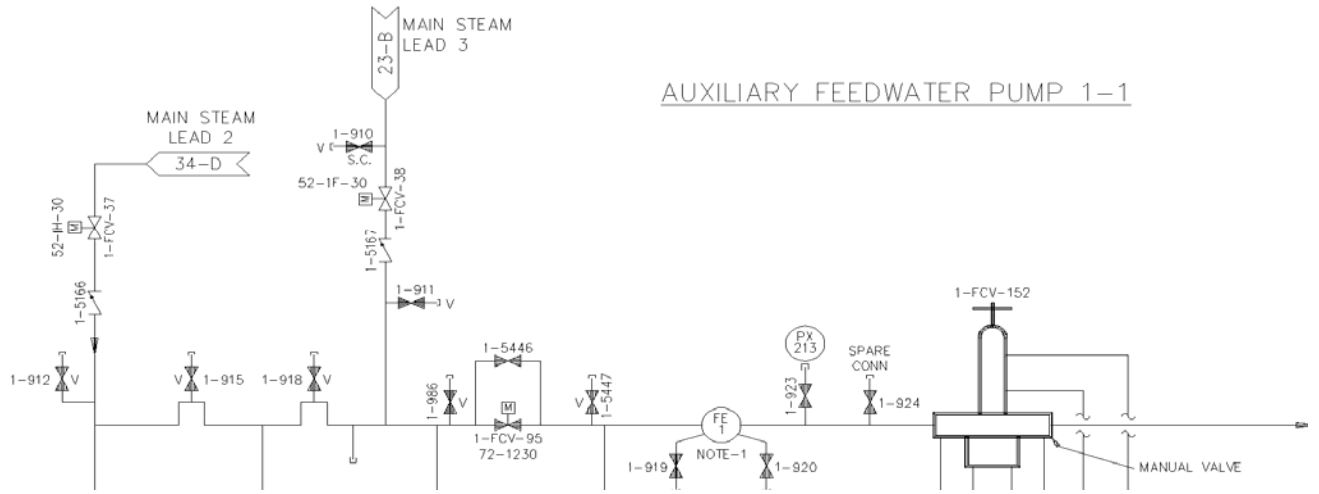 MAIN STEAM
LEAD 3
23-B
AUXILIARY FEEDWATER PUMP 1-1
MAIN STEAM
LEAD 2
34-D
1-910
V
S.C.
52-1F-30
M
1-FCV-38
52-IH-30
M
1-FCV-37
1-5167
1-5166
1-911
V
1-FCV-152
1-912
V
V
1-915
1-918
V
1-5446
1-986
V
M
1-FCV-95
72-1230
V
1-5447
PX
213
1-923
SPARE
CONN
1-924
FE
1
NOTE-1
1-919
1-920
MANUAL VALVE